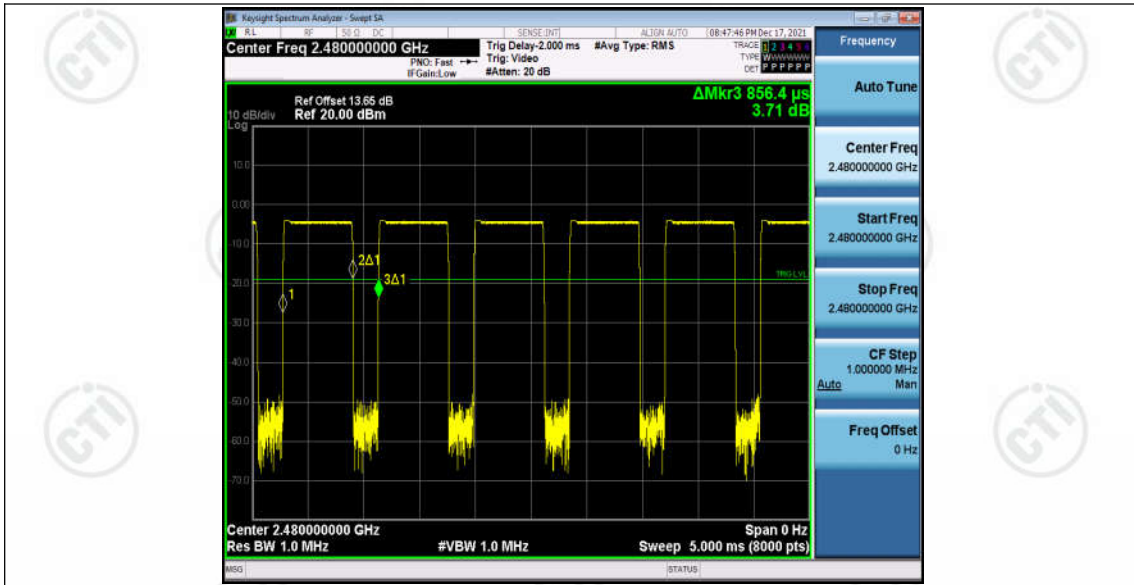 Keysight Spectrum Analyzer - Swept SA
RL RF 50 Ω DC SENSE:INT ALIGN AUTO 08:47:46 PM Dec 17, 2021
Center Freq 2.480000000 GHz
PNO: Fast
IFGain:Low
Trig Delay-2.000 ms
Trig: Video
#Atten: 20 dB
#Avg Type: RMS
TRACE 1 2 3 4 5 6
TYPE WWWWWW
DET P P P P P P
ΔMkr3 856.4 µs
3.71 dB
Ref Offset 13.65 dB
10 dB/div Ref 20.00 dBm
Log
10.0
0.00
-10.0
-20.0
-30.0
-40.0
-50.0
-60.0
-70.0
1
2Δ1
3Δ1
TRIG LVL
Center 2.480000000 GHz Span 0 Hz
Res BW 1.0 MHz #VBW 1.0 MHz Sweep 5.000 ms (8000 pts)
MSG STATUS
Frequency
Auto Tune
Center Freq
2.480000000 GHz
Start Freq
2.480000000 GHz
Stop Freq
2.480000000 GHz
CF Step
1.000000 MHz
Auto Man
Freq Offset
0 Hz
CTI
CTI
CTI
CTI